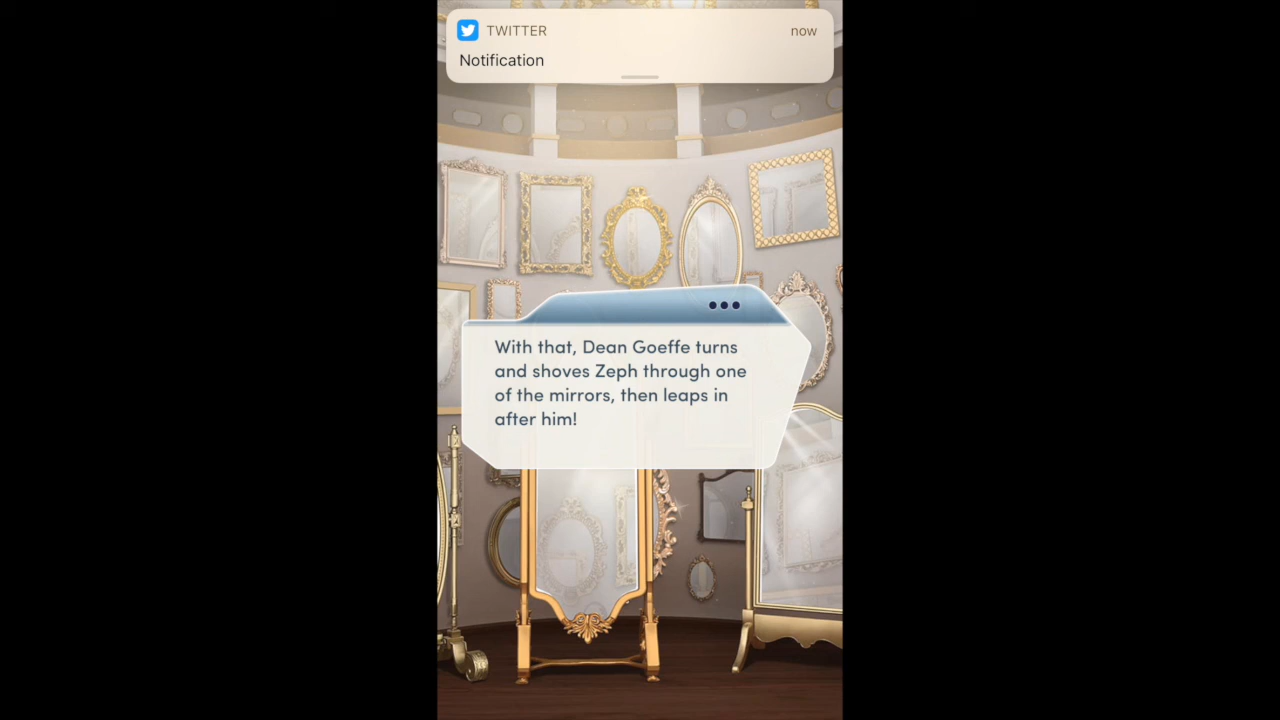 TWITTER now
Notification
With that, Dean Goeffe turns
and shoves Zeph through one
of the mirrors, then leaps in
after him!